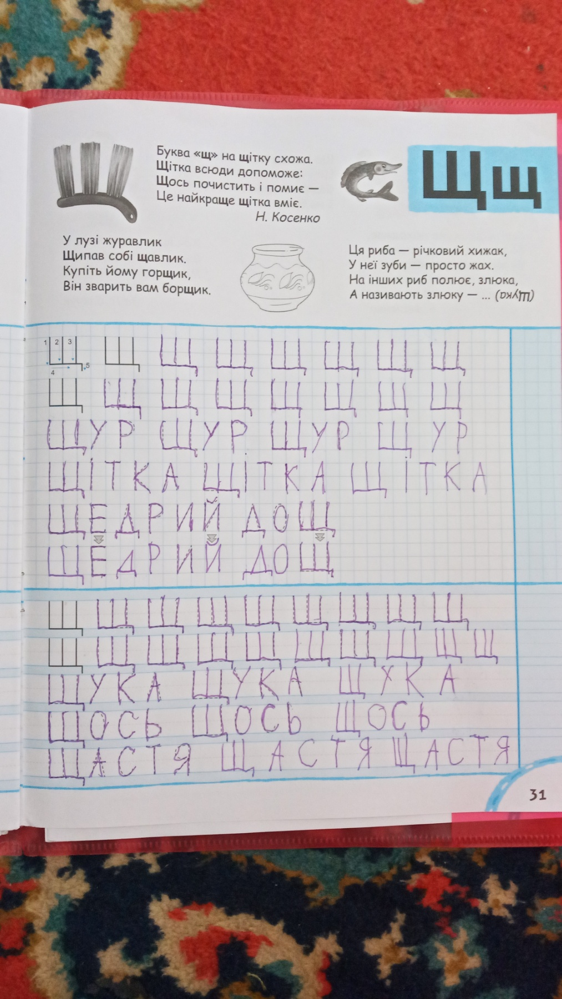 Буква «щ» на щітку схожа.
Щітка всюди допоможе:
Щось почистить і помиє —
Це найкраще щітка вміє.
Н. Косенко
Щщ
У лузі журавлик
Щипав собі щавлик.
Купіть йому горщик,
Він зварить вам борщик.
Ця риба — річковий хижак,
У неї зуби — просто жах.
На інших риб полює, злюка,
А називають злюку — ... (Щука)
1 2 3 4 5 Щ Щ Щ Щ Щ Щ Щ Щ
Щ Щ Щ Щ Щ Щ Щ Щ
ЩУР ЩУР ЩУР ЩУР
ЩІТКА ЩІТКА ЩІТКА
ЩЕДРИЙ ДОЩ
ЩЕДРИЙ ДОЩ
Щ Щ Щ Щ Щ Щ Щ Щ Щ
Щ Щ Щ Щ Щ Щ Щ Щ Щ Щ
ЩУКА ЩУКА ЩУКА
ЩОСЬ ЩОСЬ ЩОСЬ
ЩАСТЯ ЩАСТЯ ЩАСТЯ
31